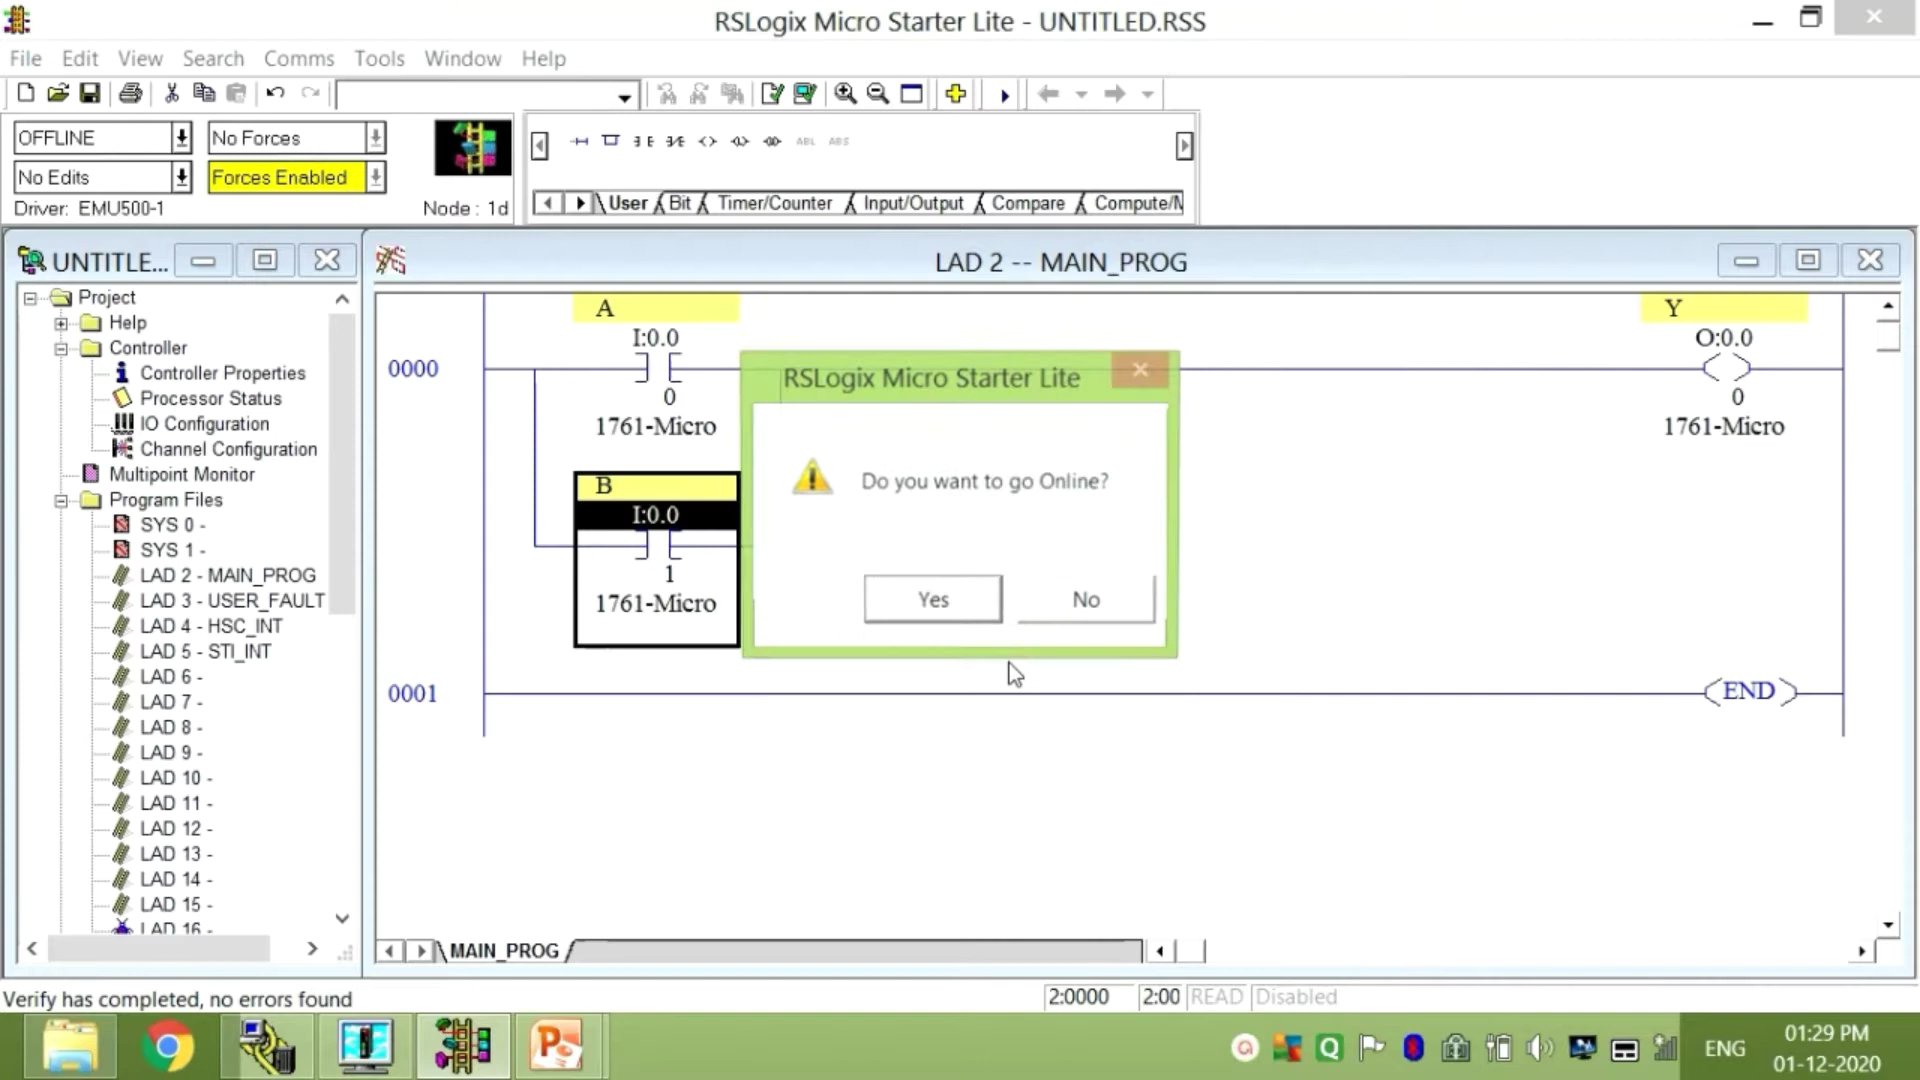 RSLogix Micro Starter Lite - UNTITLED.RSS
File Edit View Search Comms Tools Window Help
OFFLINE No Forces
No Edits Forces Enabled
Driver: EMU500-1 Node : 1d
ABL ABS
User Bit Timer/Counter Input/Output Compare Compute/M
UNTITLE...
LAD 2 -- MAIN_PROG
Project
Help
Controller
Controller Properties
Processor Status
IO Configuration
Channel Configuration
Multipoint Monitor
Program Files
SYS 0 -
SYS 1 -
LAD 2 - MAIN_PROG
LAD 3 - USER_FAULT
LAD 4 - HSC_INT
LAD 5 - STI_INT
LAD 6 -
LAD 7 -
LAD 8 -
LAD 9 -
LAD 10 -
LAD 11 -
LAD 12 -
LAD 13 -
LAD 14 -
LAD 15 -
LAD 16 -
A
I:0.0
0000
0
1761-Micro
B
I:0.0
1
1761-Micro
Y
O:0.0
0
1761-Micro
0001
END
RSLogix Micro Starter Lite
Do you want to go Online?
Yes No
MAIN_PROG
Verify has completed, no errors found
2:0000 2:00 READ Disabled
ENG
01:29 PM
01-12-2020